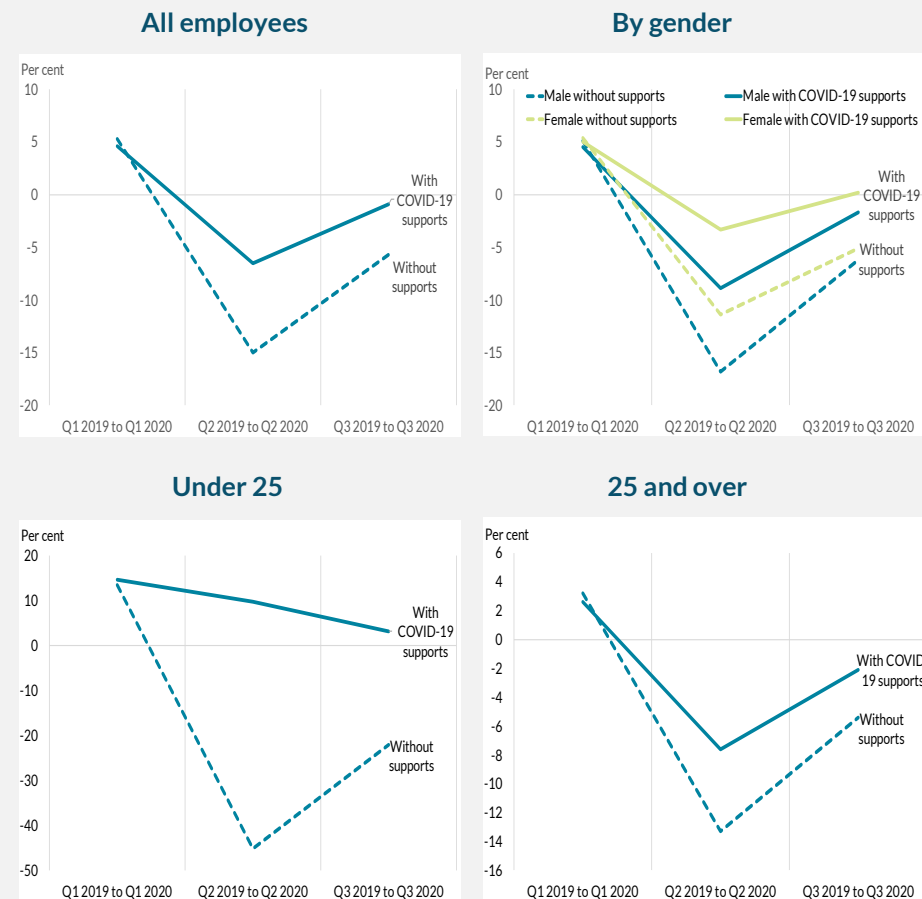 All employees
Per cent
10
5
0
-5
-10
-15
-20
With
COVID-19
supports
Without
supports
Q1 2019 to Q1 2020
Q2 2019 to Q2 2020
Q3 2019 to Q3 2020
By gender
Per cent
10
5
0
-5
-10
-15
-20
Male without supports
Male with COVID-19 supports
Female without supports
Female with COVID-19 supports
With
COVID-19
supports
Without
supports
Q1 2019 to Q1 2020
Q2 2019 to Q2 2020
Q3 2019 to Q3 2020
Under 25
Per cent
20
10
0
-10
-20
-30
-40
-50
With
COVID-19
supports
Without
supports
Q1 2019 to Q1 2020
Q2 2019 to Q2 2020
Q3 2019 to Q3 2020
25 and over
Per cent
6
4
2
0
-2
-4
-6
-8
-10
-12
-14
-16
With COVID
19 supports
Without
supports
Q1 2019 to Q1 2020
Q2 2019 to Q2 2020
Q3 2019 to Q3 2020